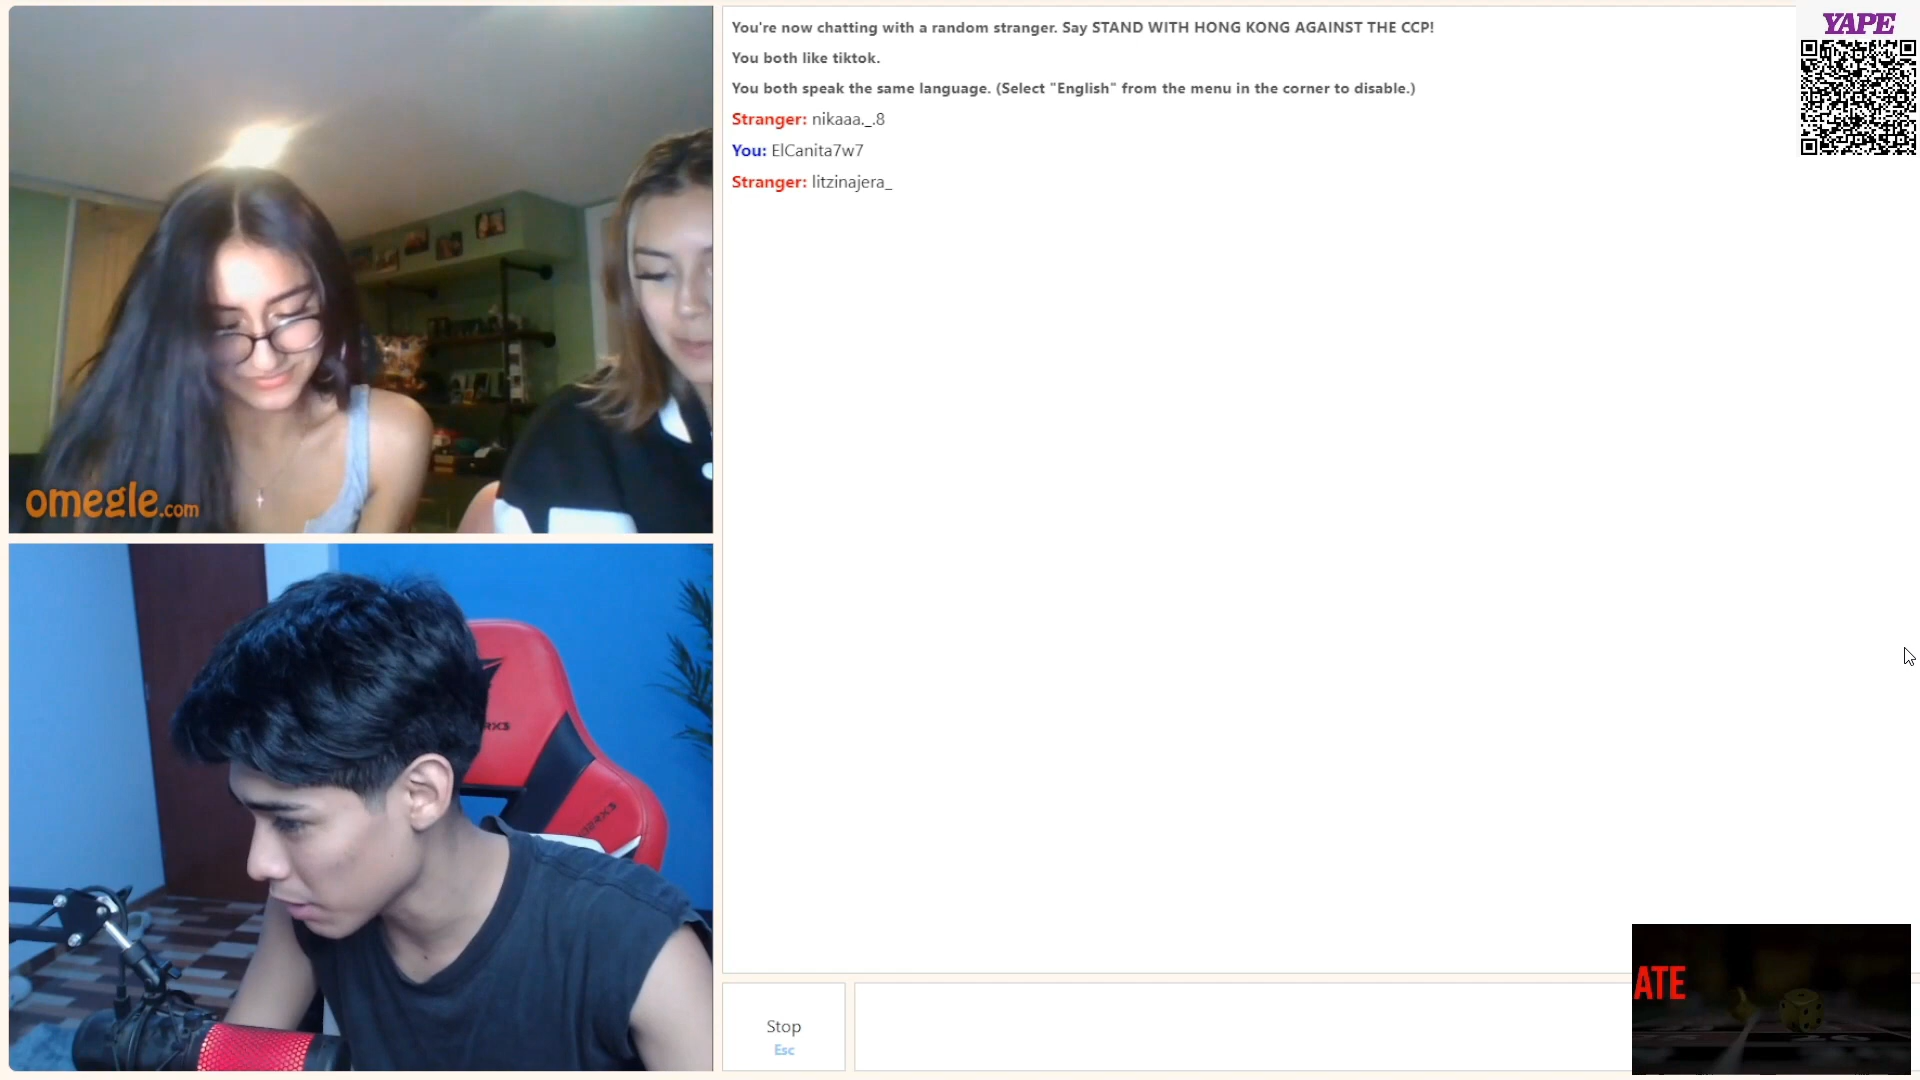 You're now chatting with a random stranger. Say STAND WITH HONG KONG AGAINST THE CCP!
You both like tiktok.
You both speak the same language. (Select "English" from the menu in the corner to disable.)
Stranger: nikaaa._.8
You: ElCanita7w7
Stranger: litzinajera_
YAPE
omegle.com
Stop
Esc
ATE